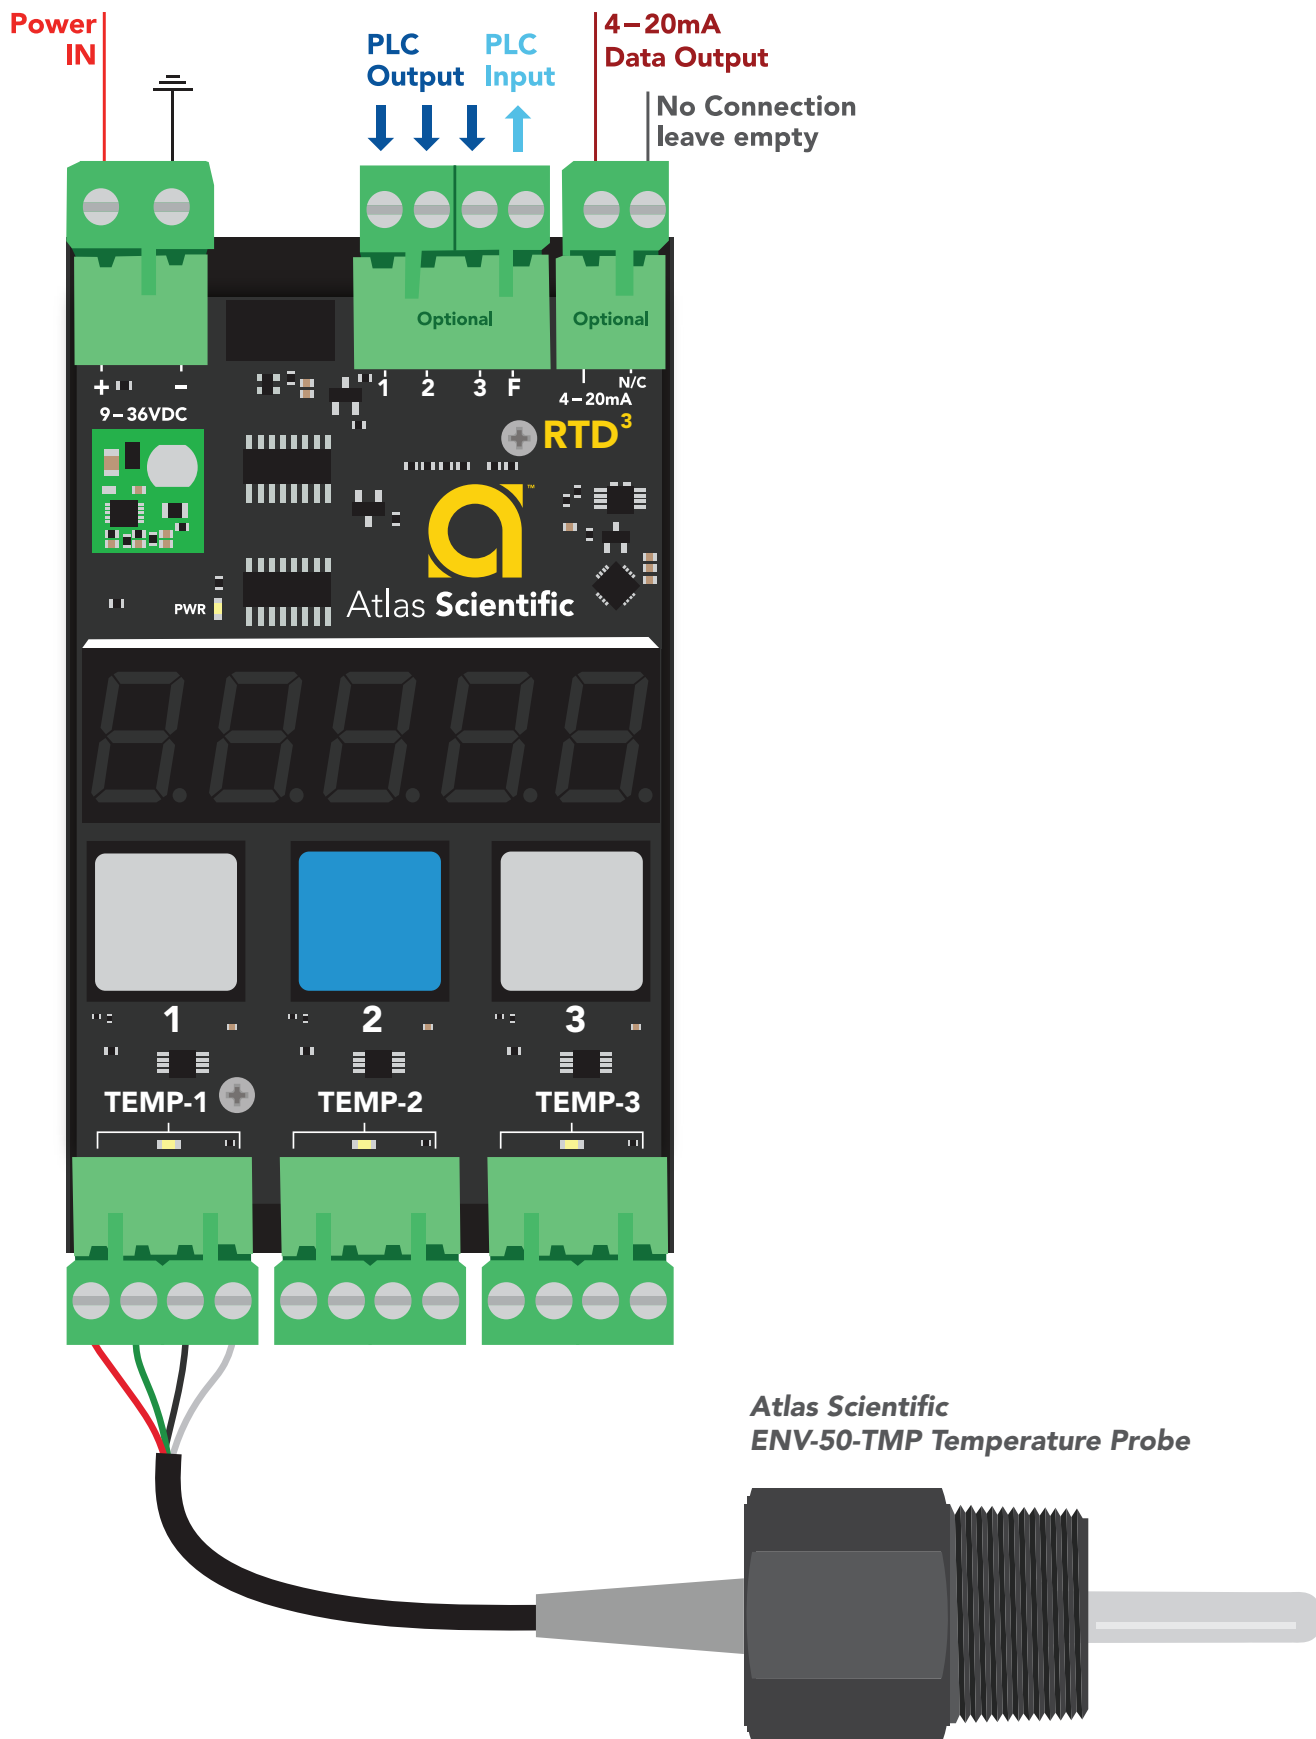 Power
IN
PLC
Output
PLC
Input
4–20mA
Data Output
No Connection
leave empty
Optional
Optional
+
–
9–36VDC
1
2
3
F
N/C
4–20mA
RTD³
™
Atlas Scientific
PWR
1
2
3
TEMP-1
TEMP-2
TEMP-3
Atlas Scientific
ENV-50-TMP Temperature Probe